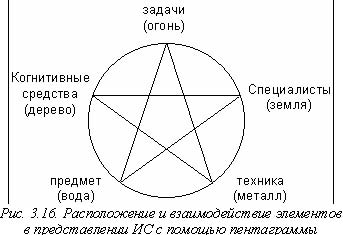 задачи
(огонь)
Когнитивные
средства
(дерево)
Специалисты
(земля)
предмет
(вода)
техника
(металл)
Рис. 3.16. Расположение и взаимодействие элементов
в представлении ИС с помощью пентаграммы